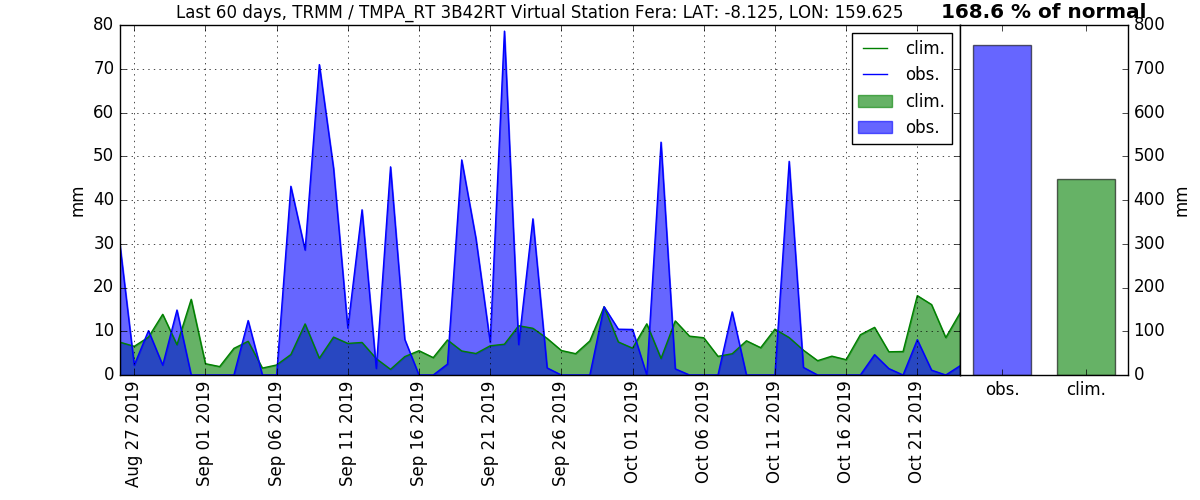 Last 60 days, TRMM / TMPA_RT 3B42RT Virtual Station Fera: LAT: -8.125, LON: 159.625
168.6 % of normal
80
70
60
50
40
30
20
10
0
mm
clim.
obs.
clim.
obs.
800
700
600
500
400
300
200
100
0
mm
Aug 27 2019
Sep 01 2019
Sep 06 2019
Sep 11 2019
Sep 16 2019
Sep 21 2019
Sep 26 2019
Oct 01 2019
Oct 06 2019
Oct 11 2019
Oct 16 2019
Oct 21 2019
obs.
clim.